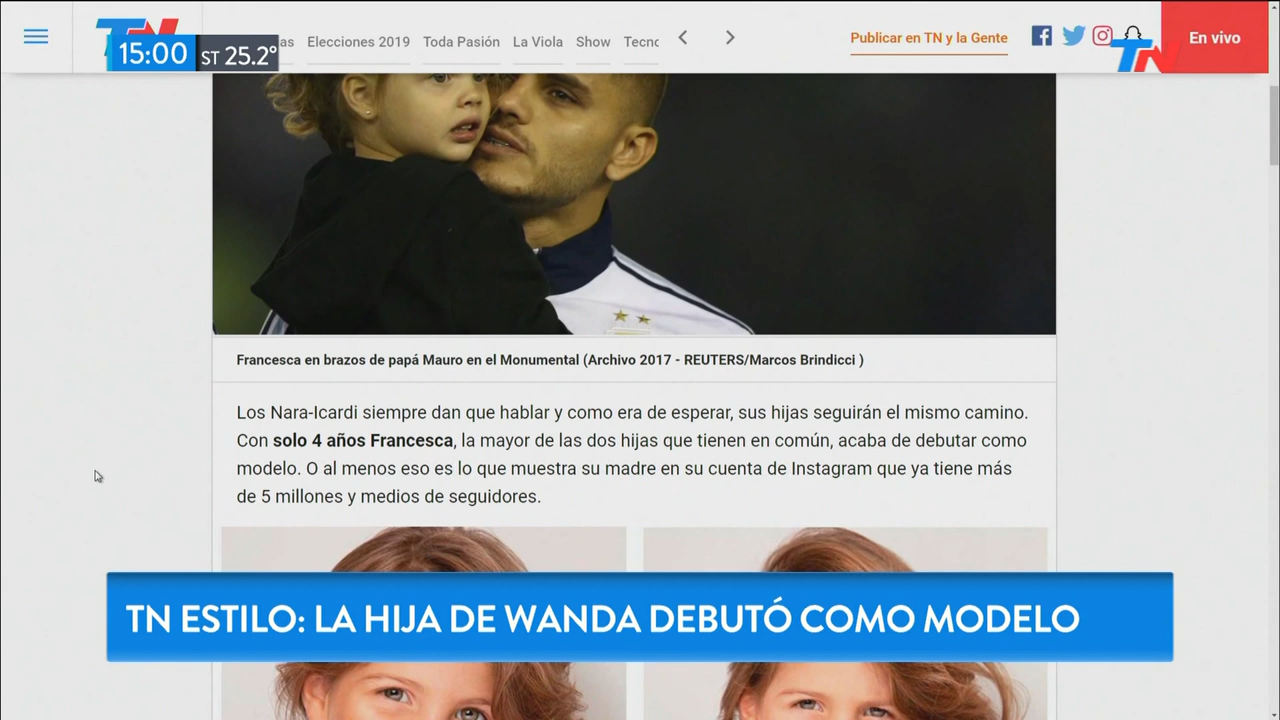 TN
15:00 ST 25.2°
as Elecciones 2019 Toda Pasión La Viola Show Tecno
Publicar en TN y la Gente
TN
En vivo
Francesca en brazos de papá Mauro en el Monumental (Archivo 2017 - REUTERS/Marcos Brindicci )
Los Nara-Icardi siempre dan que hablar y como era de esperar, sus hijas seguirán el mismo camino.
Con solo 4 años Francesca, la mayor de las dos hijas que tienen en común, acaba de debutar como
modelo. O al menos eso es lo que muestra su madre en su cuenta de Instagram que ya tiene más
de 5 millones y medios de seguidores.
TN ESTILO: LA HIJA DE WANDA DEBUTÓ COMO MODELO